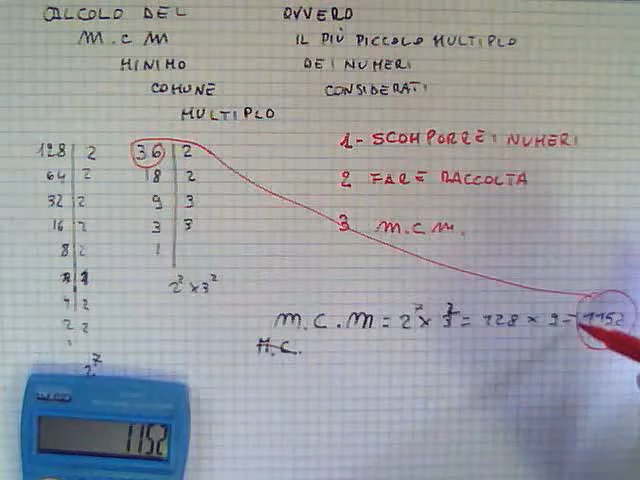 CALCOLO DEL OVVERO
M.C.M IL PIÙ PICCOLO MULTIPLO
MINIMO DEI NUMERI
COMUNE CONSIDERATI
MULTIPLO
1- SCOMPORRE I NUMERI
2 FARE RACCOLTA
3 m.c.m.
128 2 36 2
64 2 18 2
32 2 9 3
16 2 3 3
8 2 1
4 2
2 2
1
2⁷
2² x 3²
m.c.m = 2⁷ x 3² = 128 x 9 = 1152
M.C.
1152